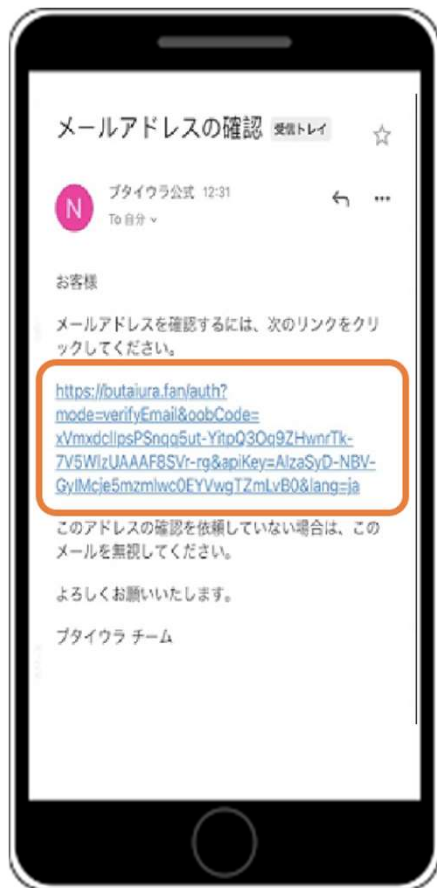 メールアドレスの確認 受信トレイ
N
ブタイウラ公式 12:31
To 自分
お客様
メールアドレスを確認するには、次のリンクをクリ
ックしてください。
https://butaiura.fan/auth?
mode=verifyEmail&oobCode=
xVmxdclIpsPSnqg5ut-YitpQ3Og9ZHwnrTk-
7V5WIzUAAAF8SVr-rg&apiKey=AIzaSyD-NBV-
GyIMcje5mzmlwc0EYVwgTZmLvB0&lang=ja
このアドレスの確認を依頼していない場合は、この
メールを無視してください。
よろしくお願いいたします。
ブタイウラ チーム